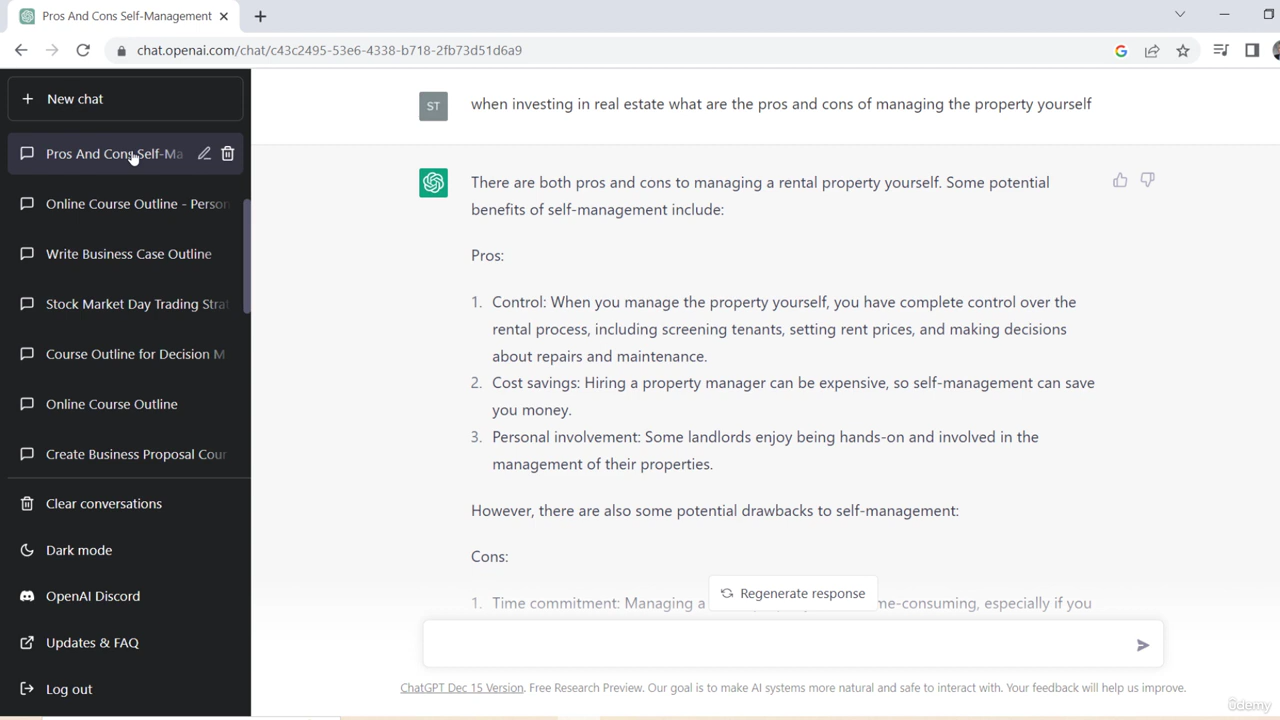 Pros And Cons Self-Management
chat.openai.com/chat/c43c2495-53e6-4338-b718-2fb73d51d6a9
New chat
Pros And Cons Self-Ma
Online Course Outline - Person
Write Business Case Outline
Stock Market Day Trading Strat
Course Outline for Decision M
Online Course Outline
Create Business Proposal Cour
Clear conversations
Dark mode
OpenAI Discord
Updates & FAQ
Log out
ST
when investing in real estate what are the pros and cons of managing the property yourself
There are both pros and cons to managing a rental property yourself. Some potential
benefits of self-management include:
Pros:
1. Control: When you manage the property yourself, you have complete control over the
rental process, including screening tenants, setting rent prices, and making decisions
about repairs and maintenance.
2. Cost savings: Hiring a property manager can be expensive, so self-management can save
you money.
3. Personal involvement: Some landlords enjoy being hands-on and involved in the
management of their properties.
However, there are also some potential drawbacks to self-management:
Cons:
1. Time commitment: Managing a me-consuming, especially if you
Regenerate response
ChatGPT Dec 15 Version. Free Research Preview. Our goal is to make AI systems more natural and safe to interact with. Your feedback will help us improve.
ûdemy